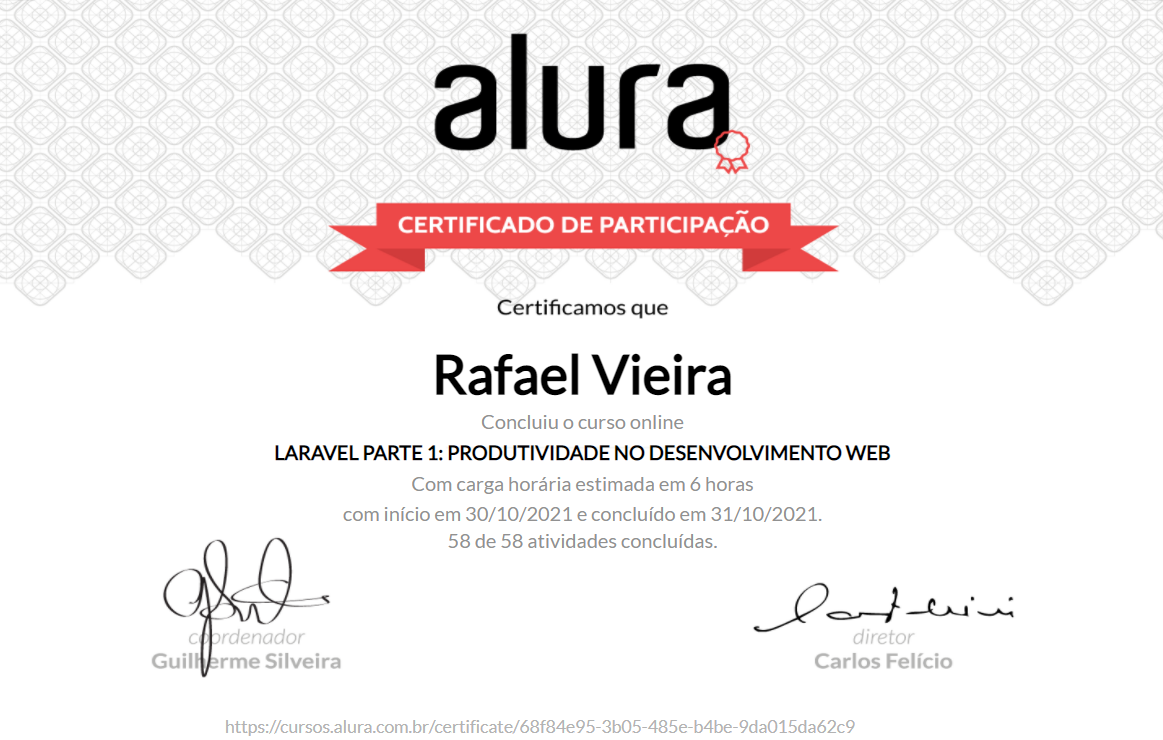 alura
CERTIFICADO DE PARTICIPAÇÃO
Certificamos que
Rafael Vieira
Concluiu o curso online
LARAVEL PARTE 1: PRODUTIVIDADE NO DESENVOLVIMENTO WEB
Com carga horária estimada em 6 horas
com início em 30/10/2021 e concluído em 31/10/2021.
58 de 58 atividades concluídas.
coordenador
Guilherme Silveira
diretor
Carlos Felício
https://cursos.alura.com.br/certificate/68f84e95-3b05-485e-b4be-9da015da62c9